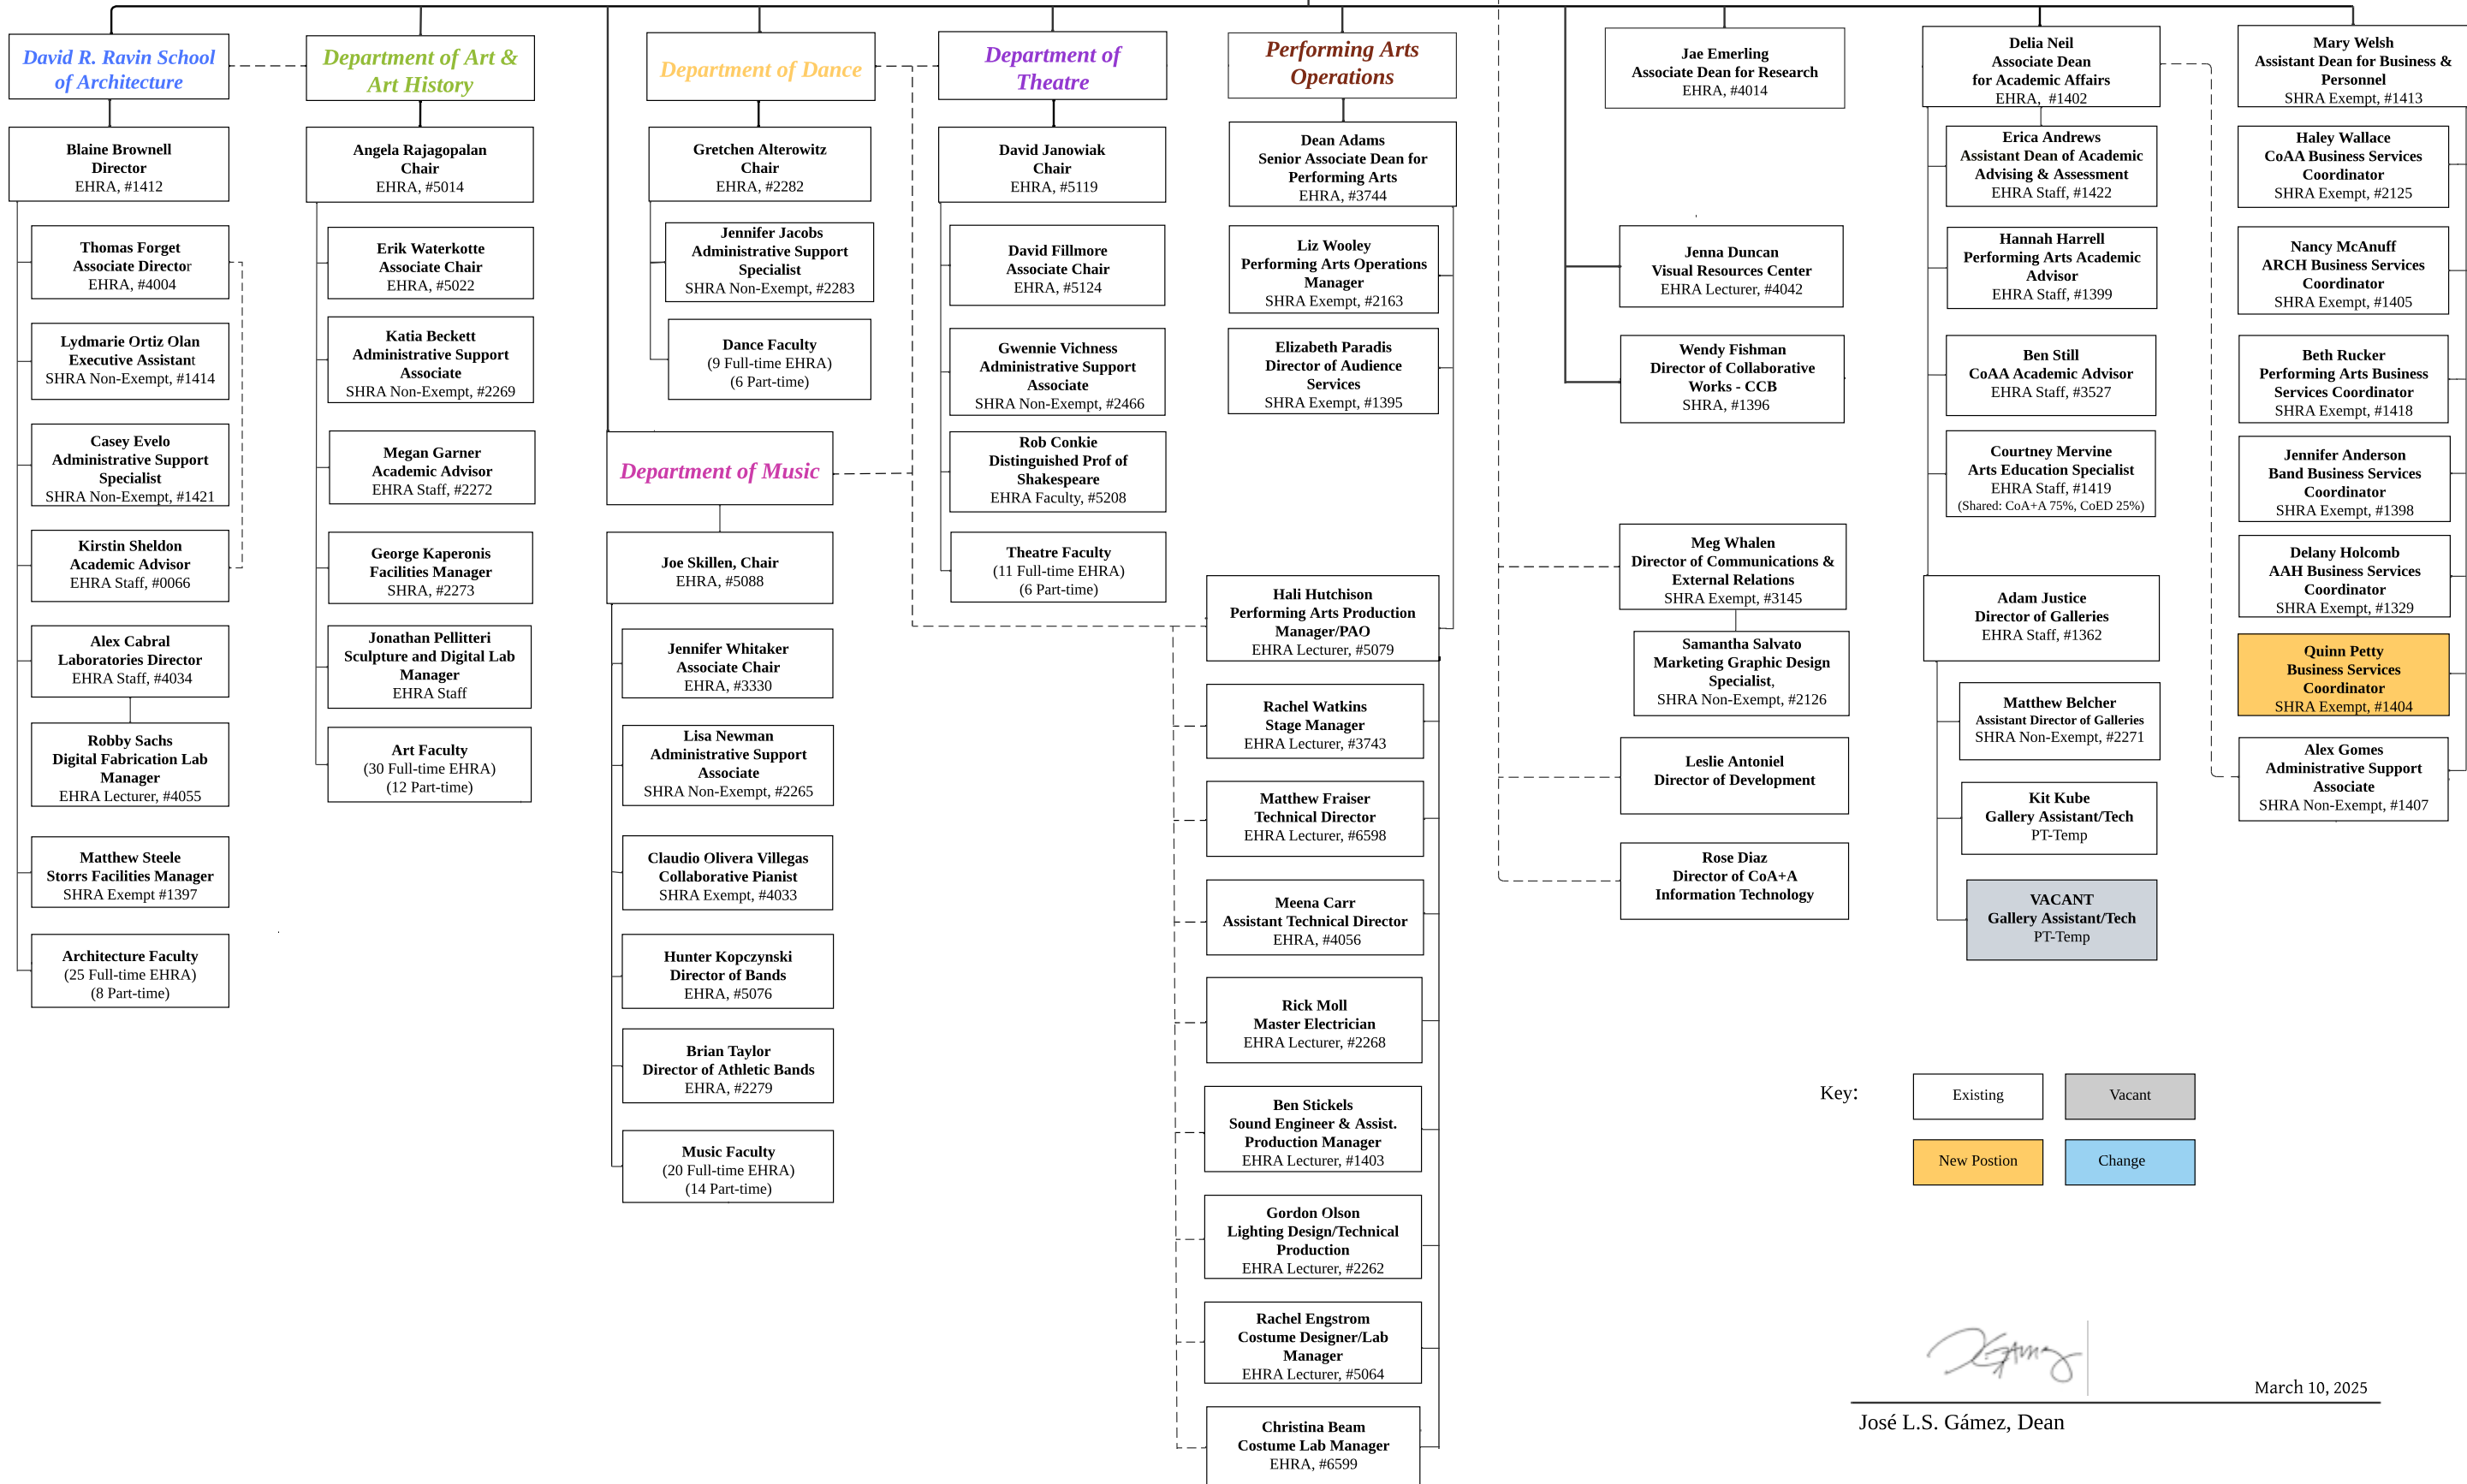 David R. Ravin School
of Architecture
Blaine Brownell
Director
EHRA, #1412
Thomas Forget
Associate Director
EHRA, #4004
Lydmarie Ortiz Olan
Executive Assistant
SHRA Non-Exempt, #1414
Casey Evelo
Administrative Support
Specialist
SHRA Non-Exempt, #1421
Kirstin Sheldon
Academic Advisor
EHRA Staff, #0066
Alex Cabral
Laboratories Director
EHRA Staff, #4034
Robby Sachs
Digital Fabrication Lab
Manager
EHRA Lecturer, #4055
Matthew Steele
Storrs Facilities Manager
SHRA Exempt #1397
Architecture Faculty
(25 Full-time EHRA)
(8 Part-time)
Department of Art &
Art History
Angela Rajagopalan
Chair
EHRA, #5014
Erik Waterkotte
Associate Chair
EHRA, #5022
Katia Beckett
Administrative Support
Associate
SHRA Non-Exempt, #2269
Megan Garner
Academic Advisor
EHRA Staff, #2272
George Kaperonis
Facilities Manager
SHRA, #2273
Jonathan Pellitteri
Sculpture and Digital Lab
Manager
EHRA Staff
Art Faculty
(30 Full-time EHRA)
(12 Part-time)
Department of Dance
Gretchen Alterowitz
Chair
EHRA, #2282
Jennifer Jacobs
Administrative Support
Specialist
SHRA Non-Exempt, #2283
Dance Faculty
(9 Full-time EHRA)
(6 Part-time)
Department of Music
Joe Skillen, Chair
EHRA, #5088
Jennifer Whitaker
Associate Chair
EHRA, #3330
Lisa Newman
Administrative Support
Associate
SHRA Non-Exempt, #2265
Claudio Olivera Villegas
Collaborative Pianist
SHRA Exempt, #4033
Hunter Kopczynski
Director of Bands
EHRA, #5076
Brian Taylor
Director of Athletic Bands
EHRA, #2279
Music Faculty
(20 Full-time EHRA)
(14 Part-time)
Department of
Theatre
David Janowiak
Chair
EHRA, #5119
David Fillmore
Associate Chair
EHRA, #5124
Gwennie Vichness
Administrative Support
Associate
SHRA Non-Exempt, #2466
Rob Conkie
Distinguished Prof of
Shakespeare
EHRA Faculty, #5208
Theatre Faculty
(11 Full-time EHRA)
(6 Part-time)
Performing Arts
Operations
Dean Adams
Senior Associate Dean for
Performing Arts
EHRA, #3744
Liz Wooley
Performing Arts Operations
Manager
SHRA Exempt, #2163
Elizabeth Paradis
Director of Audience
Services
SHRA Exempt, #1395
Hali Hutchison
Performing Arts Production
Manager/PAO
EHRA Lecturer, #5079
Rachel Watkins
Stage Manager
EHRA Lecturer, #3743
Matthew Fraiser
Technical Director
EHRA Lecturer, #6598
Meena Carr
Assistant Technical Director
EHRA, #4056
Rick Moll
Master Electrician
EHRA Lecturer, #2268
Ben Stickels
Sound Engineer & Assist.
Production Manager
EHRA Lecturer, #1403
Gordon Olson
Lighting Design/Technical
Production
EHRA Lecturer, #2262
Rachel Engstrom
Costume Designer/Lab
Manager
EHRA Lecturer, #5064
Christina Beam
Costume Lab Manager
EHRA, #6599
Jae Emerling
Associate Dean for Research
EHRA, #4014
Jenna Duncan
Visual Resources Center
EHRA Lecturer, #4042
Wendy Fishman
Director of Collaborative
Works - CCB
SHRA, #1396
Meg Whalen
Director of Communications &
External Relations
SHRA Exempt, #3145
Samantha Salvato
Marketing Graphic Design
Specialist,
SHRA Non-Exempt, #2126
Leslie Antoniel
Director of Development
Rose Diaz
Director of CoA+A
Information Technology
Delia Neil
Associate Dean
for Academic Affairs
EHRA, #1402
Erica Andrews
Assistant Dean of Academic
Advising & Assessment
EHRA Staff, #1422
Hannah Harrell
Performing Arts Academic
Advisor
EHRA Staff, #1399
Ben Still
CoAA Academic Advisor
EHRA Staff, #3527
Courtney Mervine
Arts Education Specialist
EHRA Staff, #1419
(Shared: CoA+A 75%, CoED 25%)
Adam Justice
Director of Galleries
EHRA Staff, #1362
Matthew Belcher
Assistant Director of Galleries
SHRA Non-Exempt, #2271
Kit Kube
Gallery Assistant/Tech
PT-Temp
VACANT
Gallery Assistant/Tech
PT-Temp
Mary Welsh
Assistant Dean for Business &
Personnel
SHRA Exempt, #1413
Haley Wallace
CoAA Business Services
Coordinator
SHRA Exempt, #2125
Nancy McAnuff
ARCH Business Services
Coordinator
SHRA Exempt, #1405
Beth Rucker
Performing Arts Business
Services Coordinator
SHRA Exempt, #1418
Jennifer Anderson
Band Business Services
Coordinator
SHRA Exempt, #1398
Delany Holcomb
AAH Business Services
Coordinator
SHRA Exempt, #1329
Quinn Petty
Business Services
Coordinator
SHRA Exempt, #1404
Alex Gomes
Administrative Support
Associate
SHRA Non-Exempt, #1407
Key:
Existing
Vacant
New Postion
Change
March 10, 2025
José L.S. Gámez, Dean